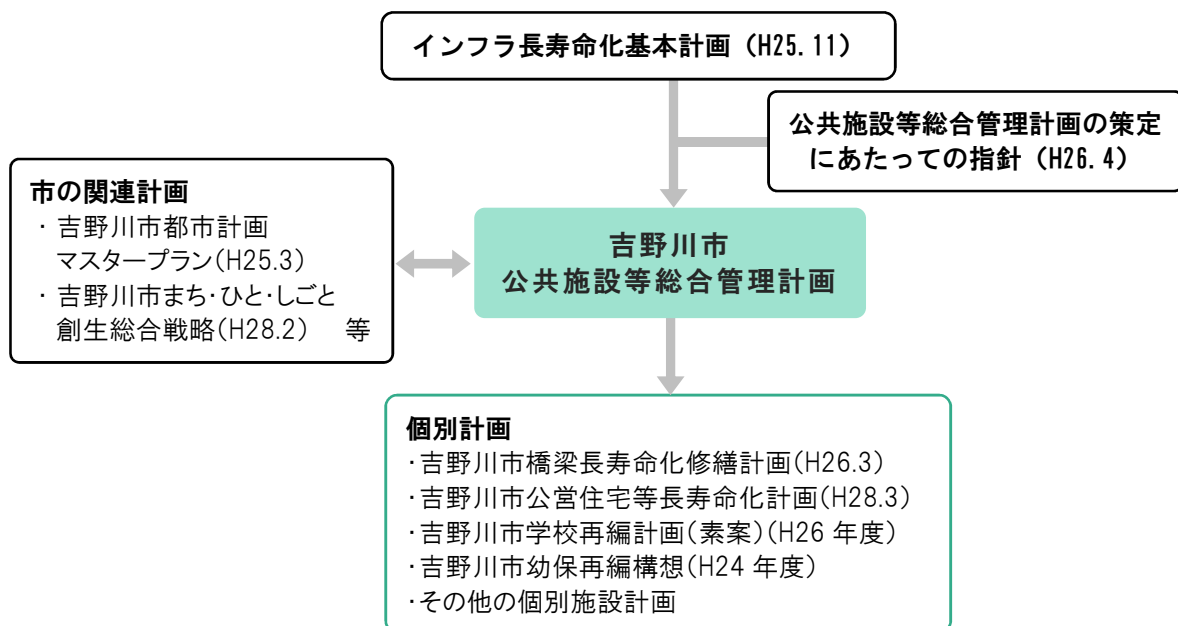 インフラ長寿命化基本計画（H25.11）
公共施設等総合管理計画の策定
にあたっての指針（H26.4）
市の関連計画
・吉野川市都市計画
マスタープラン(H25.3)
・吉野川市まち・ひと・しごと
創生総合戦略(H28.2)　等
吉野川市
公共施設等総合管理計画
個別計画
・吉野川市橋梁長寿命化修繕計画(H26.3)
・吉野川市公営住宅等長寿命化計画(H28.3)
・吉野川市学校再編計画(素案)(H26 年度)
・吉野川市幼保再編構想(H24 年度)
・その他の個別施設計画